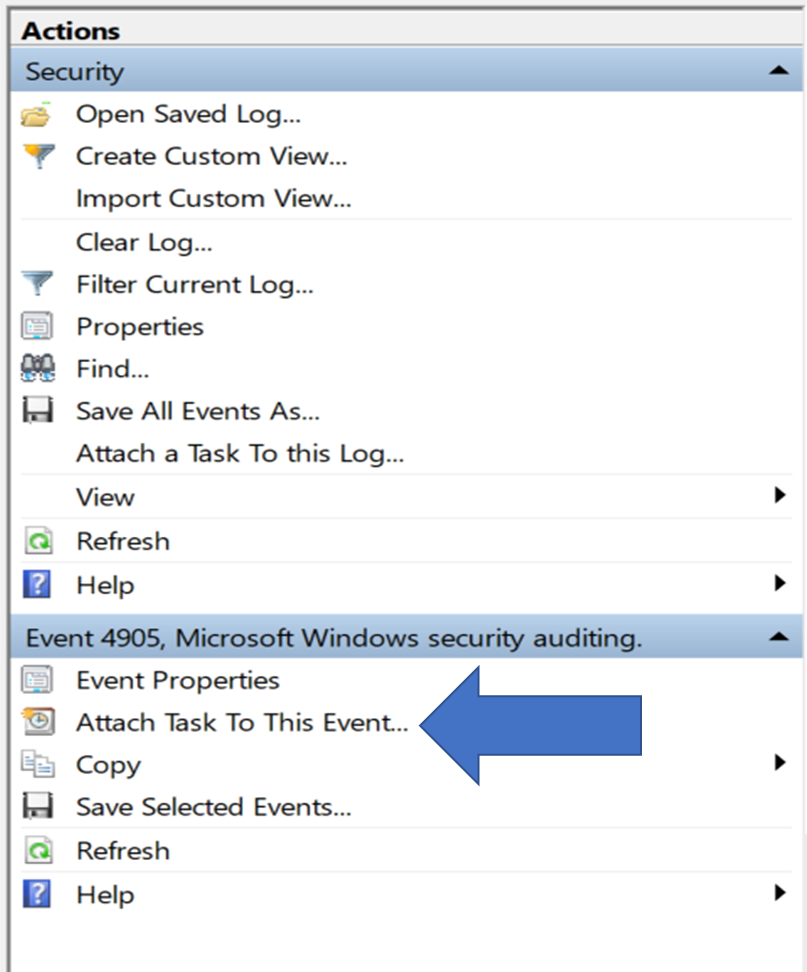 Actions
Security
Open Saved Log...
Create Custom View...
Import Custom View...
Clear Log...
Filter Current Log...
Properties
Find...
Save All Events As...
Attach a Task To this Log...
View
Refresh
Help
Event 4905, Microsoft Windows security auditing.
Event Properties
Attach Task To This Event...
Copy
Save Selected Events...
Refresh
Help